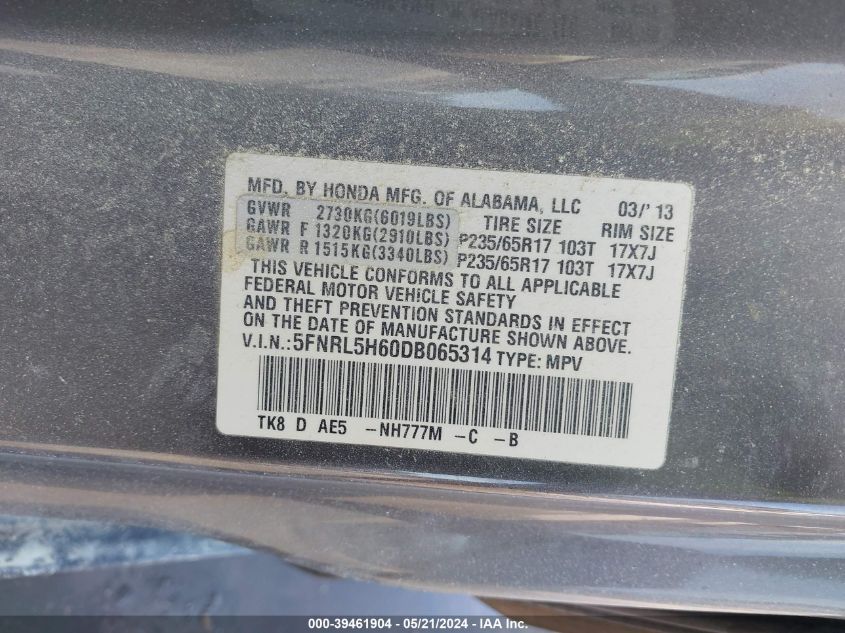 MFD. BY HONDA MFG. OF ALABAMA, LLC 03/'13
GVWR 2730KG(6019LBS) TIRE SIZE RIM SIZE
GAWR F 1320KG(2910LBS) P235/65R17 103T 17X7J
GAWR R 1515KG(3340LBS) P235/65R17 103T 17X7J
THIS VEHICLE CONFORMS TO ALL APPLICABLE
FEDERAL MOTOR VEHICLE SAFETY
AND THEFT PREVENTION STANDARDS IN EFFECT
ON THE DATE OF MANUFACTURE SHOWN ABOVE.
V.I.N.:5FNRL5H60DB065314 TYPE: MPV
TK8 D AE5 -NH777M -C -B
000-39461904 - 05/21/2024 - IAA Inc.